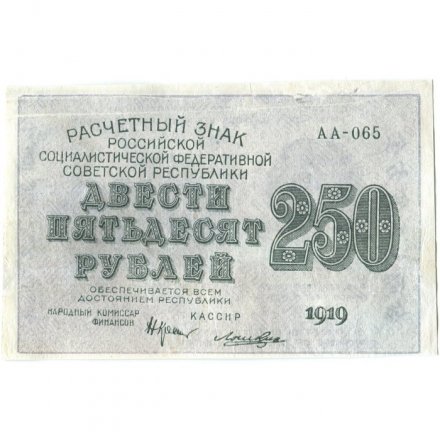 РАСЧЕТНЫЙ ЗНАК
РОССИЙСКОЙ
СОЦИАЛИСТИЧЕСКОЙ ФЕДЕРАТИВНОЙ
СОВЕТСКОЙ РЕСПУБЛИКИ
АА-065
ДВЕСТИ
ПЯТЬДЕСЯТ
РУБЛЕЙ
250
ОБЕСПЕЧИВАЕТСЯ ВСЕМ
ДОСТОЯНИЕМ РЕСПУБЛИКИ
НАРОДНЫЙ КОМИССАР
ФИНАНСОВ
КАССИР
1919